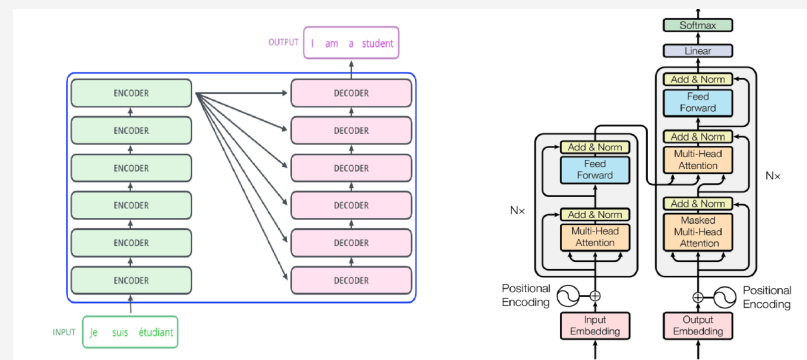 OUTPUT
I am a student
ENCODER
ENCODER
ENCODER
ENCODER
ENCODER
ENCODER
DECODER
DECODER
DECODER
DECODER
DECODER
DECODER
INPUT
Je suis étudiant
Softmax
Linear
Add & Norm
Feed
Forward
Add & Norm
Multi-Head
Attention
Add & Norm
Masked
Multi-Head
Attention
N×
Add & Norm
Feed
Forward
Add & Norm
Multi-Head
Attention
N×
Positional
Encoding
Positional
Encoding
Input
Embedding
Output
Embedding